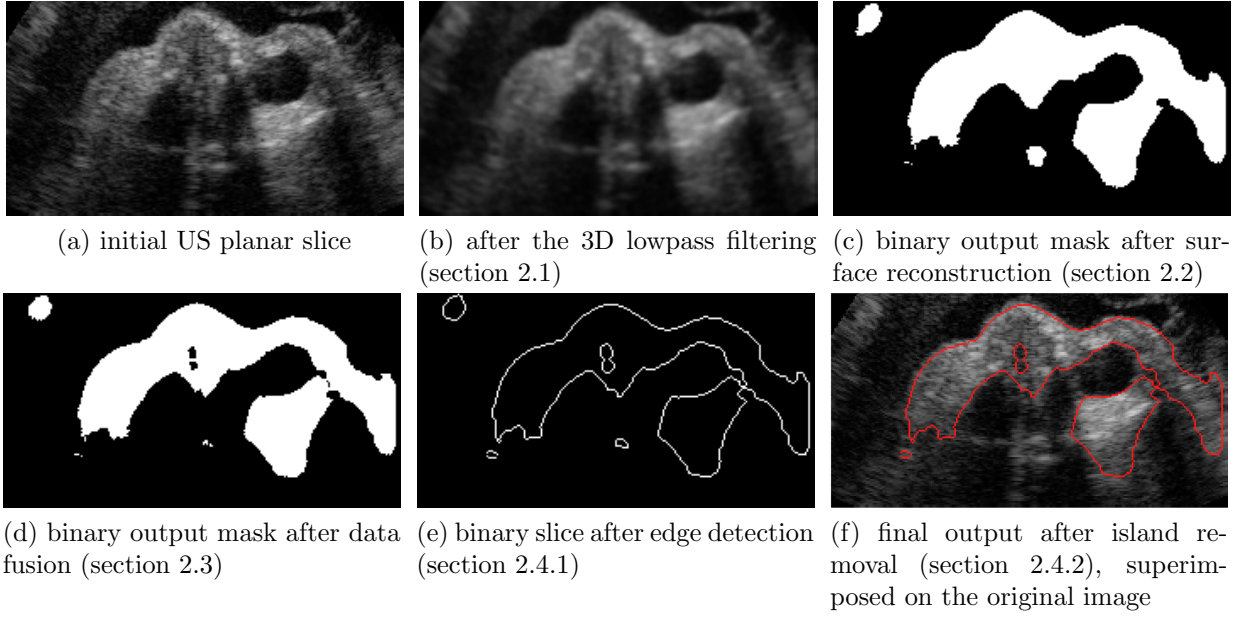 (a) initial US planar slice
(b) after the 3D lowpass filtering
(section 2.1)
(c) binary output mask after sur-
face reconstruction (section 2.2)
(d) binary output mask after data
fusion (section 2.3)
(e) binary slice after edge detection
(section 2.4.1)
(f) final output after island re-
moval (section 2.4.2), superim-
posed on the original image